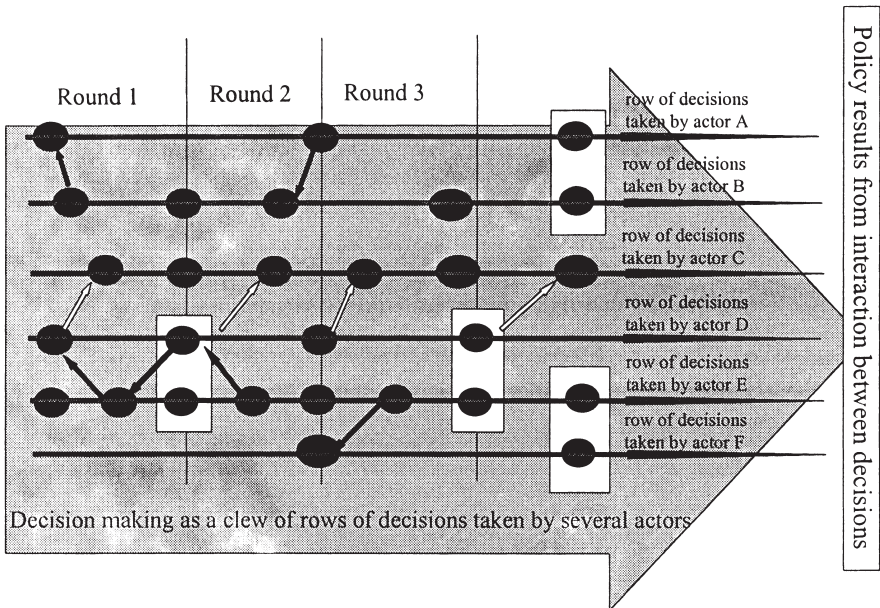 Round 1
Round 2
Round 3
row of decisions
taken by actor A
row of decisions
taken by actor B
row of decisions
taken by actor C
row of decisions
taken by actor D
row of decisions
taken by actor E
row of decisions
taken by actor F
Decision making as a clew of rows of decisions taken by several actors
Policy results from interaction between decisions